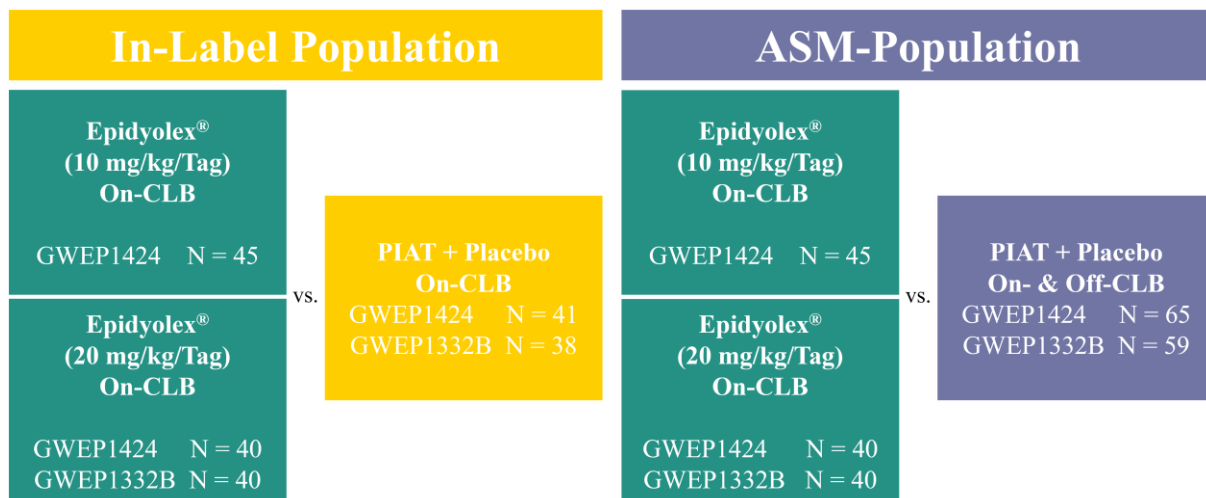 In-Label Population
Epidyolex®
(10 mg/kg/Tag)
On-CLB
GWEP1424 N = 45
Epidyolex®
(20 mg/kg/Tag)
On-CLB
GWEP1424 N = 40
GWEP1332B N = 40
vs.
PIAT + Placebo
On-CLB
GWEP1424 N = 41
GWEP1332B N = 38
ASM-Population
Epidyolex®
(10 mg/kg/Tag)
On-CLB
GWEP1424 N = 45
Epidyolex®
(20 mg/kg/Tag)
On-CLB
GWEP1424 N = 40
GWEP1332B N = 40
vs.
PIAT + Placebo
On- & Off-CLB
GWEP1424 N = 65
GWEP1332B N = 59